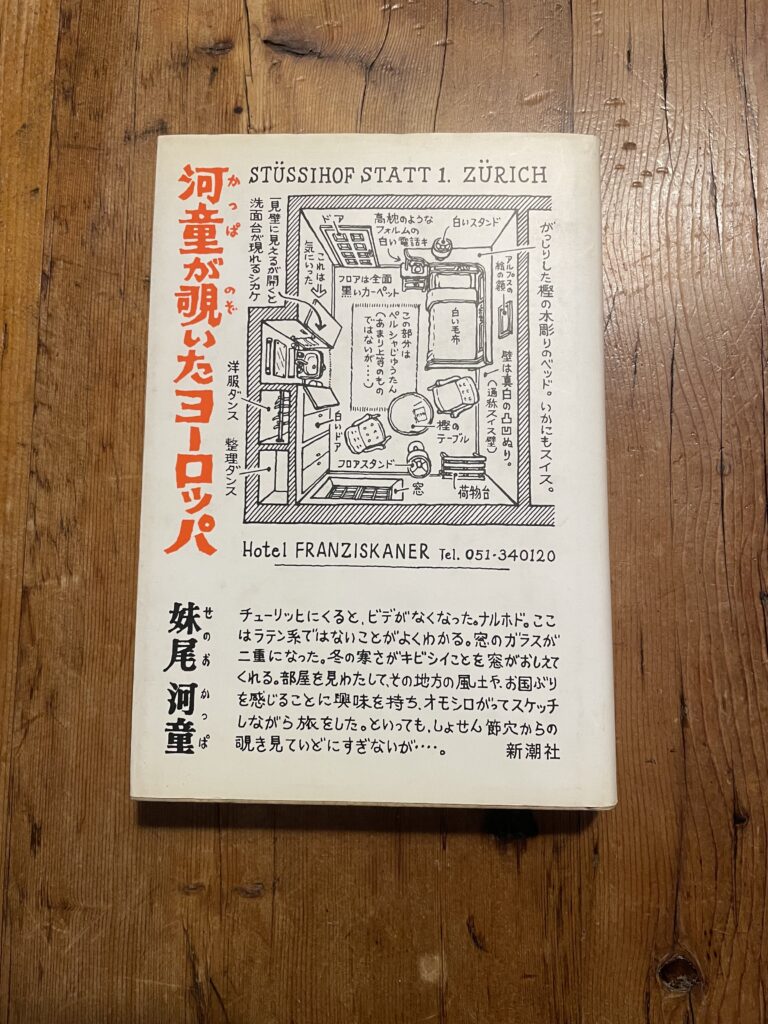 河童が覗いたヨーロッパ
かっぱ
のぞ
妹尾河童
せのお かっぱ
STÜSSIHOF STATT 1. ZÜRICH
一見壁に見えるが開くと
洗面台が現れるシカケ
これは
気にいった
ドア
高枕のような
フォルムの
白い電話キ
白いスタンド
フロアは全面
黒いカーペット
この部分は
ペルシャじゅうたん
(あまり上等のもの
ではないが‥‥)
白い毛布
アルプスの
絵の額
がっしりした樫の木彫りのベッド。いかにもスイス。
壁は真白の凸凹ぬり。
(通称スイス壁)
洋服ダンス
整理ダンス
白いドア
樫の
テーブル
フロアスタンド
窓
荷物台
Hotel FRANZISKANER Tel. 051-340120
チューリッヒにくると、ビデがなくなった。ナルホド。ここ
はラテン系ではないことがよくわかる。窓のガラスが
二重になった。冬の寒さがキビシイことを窓がおしえて
くれる。部屋を見わたして、その地方の風土や、お国ぶり
を感じることに興味を持ち、オモシロがってスケッチ
しながら旅をした。といっても、しょせん節穴からの
覗き見ていどにすぎないが‥‥。
新潮社